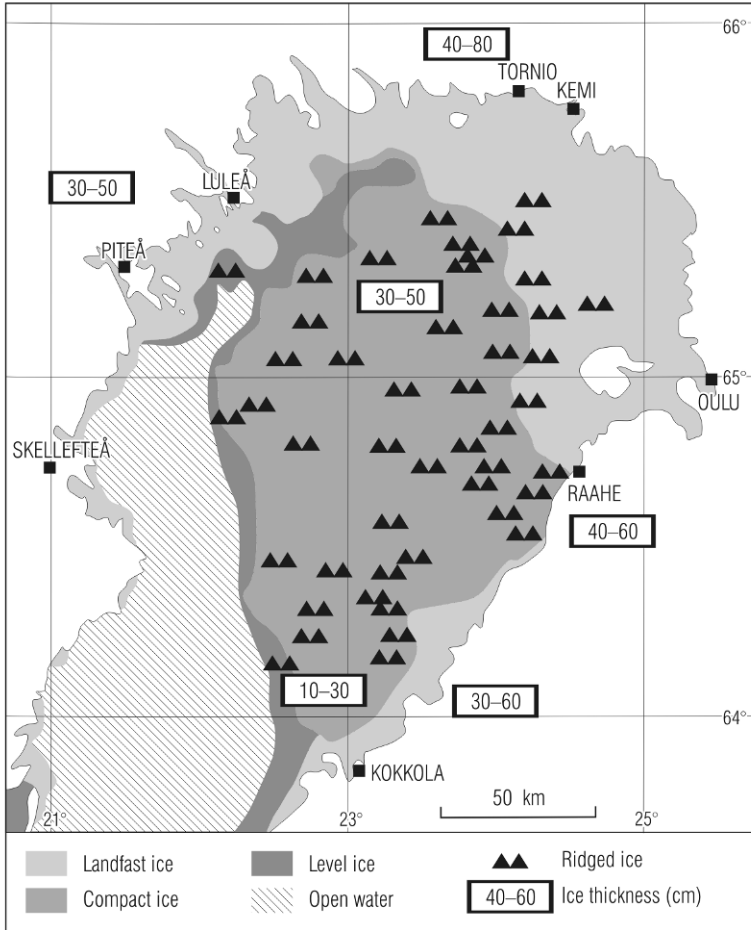 66°
40–80
TORNIO
KEMI
30–50
LULEÅ
PITEÅ
30–50
65°
OULU
SKELLEFTEÅ
RAAHE
40–60
10–30
30–60
64°
KOKKOLA
50 km
21°
23°
25°
Landfast ice
Level ice
Ridged ice
Compact ice
Open water
40–60
Ice thickness (cm)